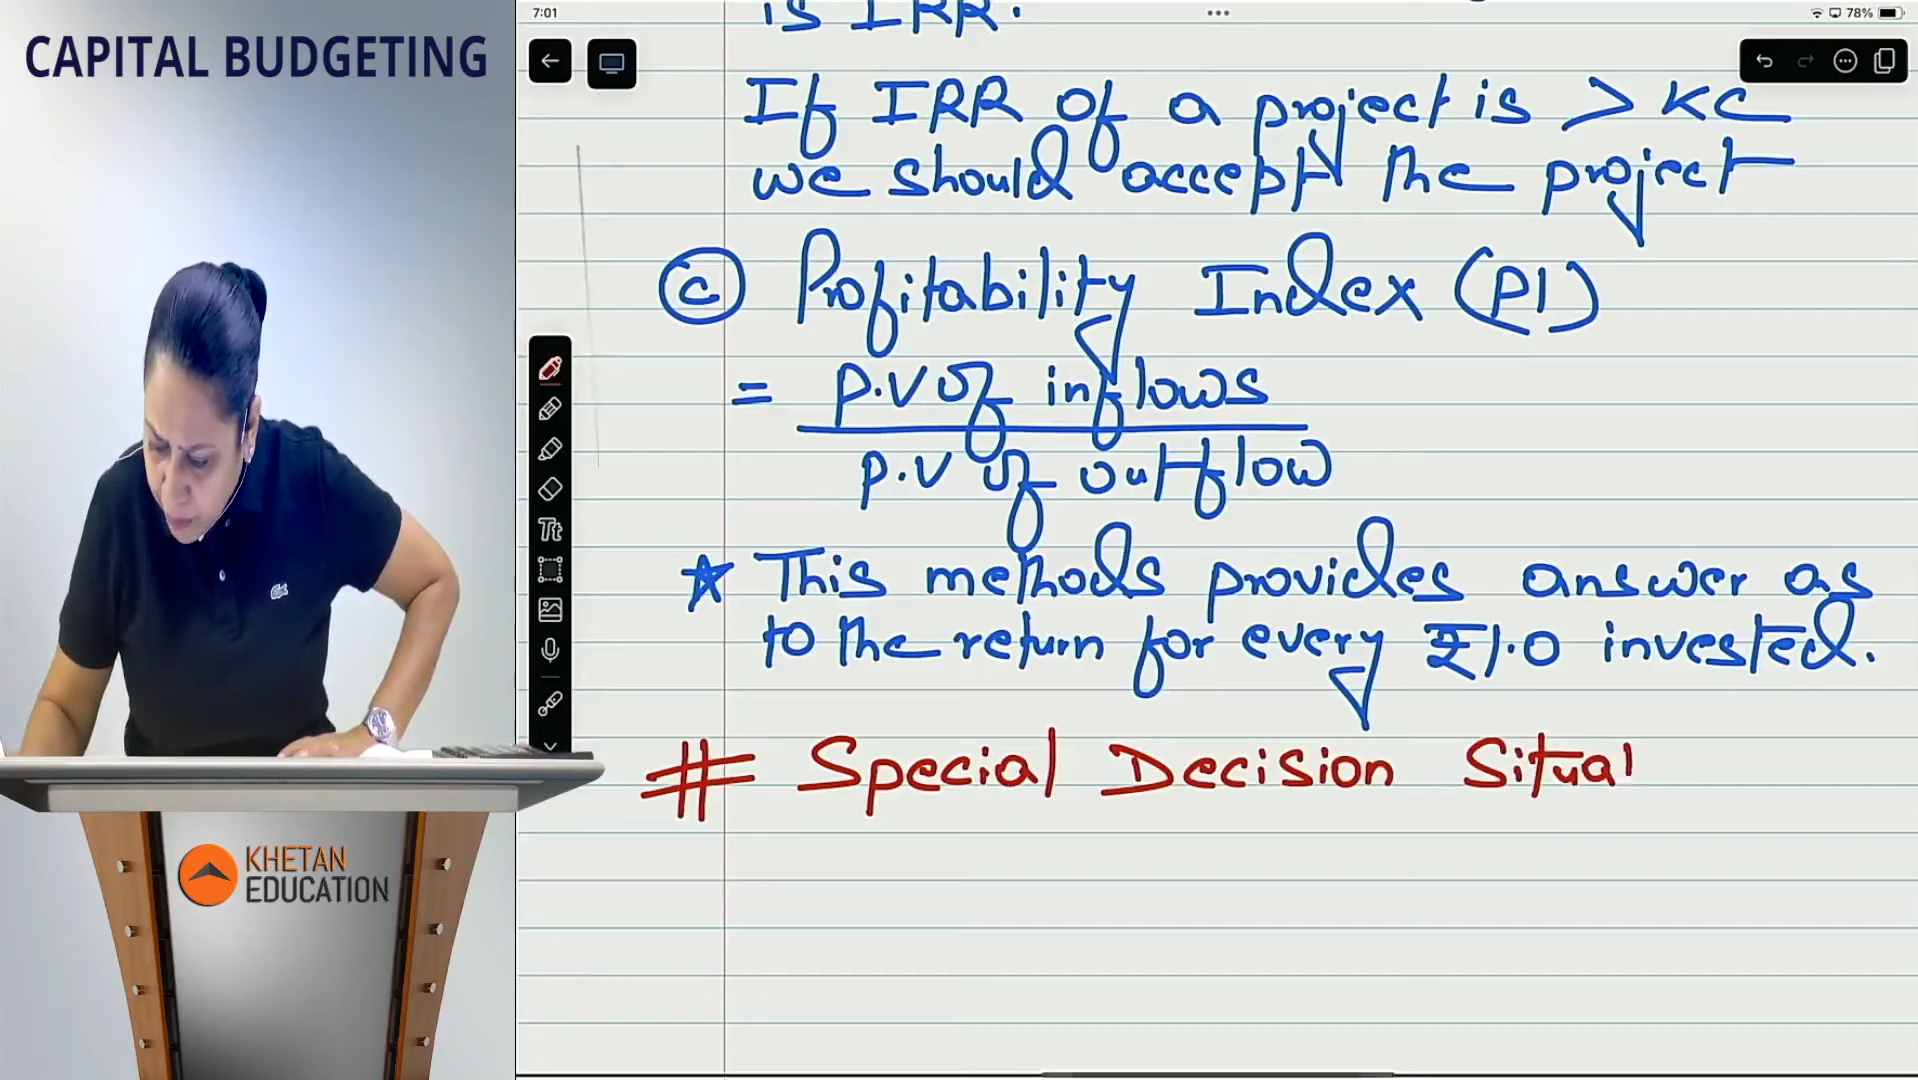 CAPITAL BUDGETING
7:01
78%
is IRR.
If IRR of a project is > KC
we should accept the project
(c) Profitability Index (PI)
= P.V of inflows
P.V of outflow
★ This methods provides answer as
to the return for every ₹1.0 invested.
# Special Decision Situa
Tt
KHETAN
EDUCATION